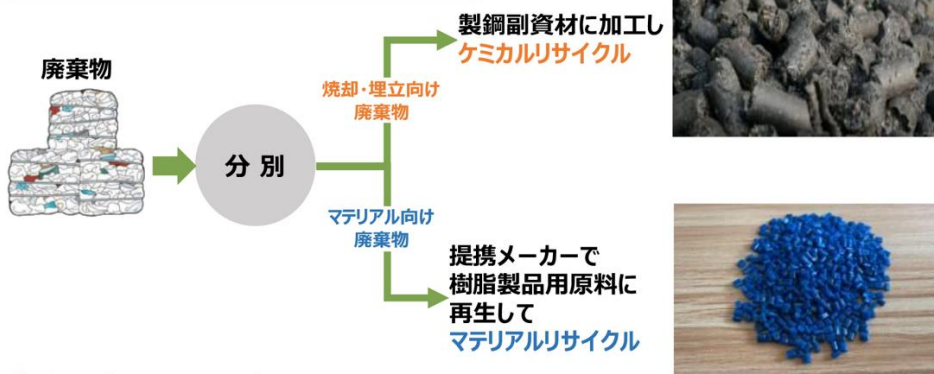 廃棄物
分別
焼却・埋立向け
廃棄物
製鋼副資材に加工し
ケミカルリサイクル
マテリアル向け
廃棄物
提携メーカーで
樹脂製品用原料に
再生して
マテリアルリサイクル